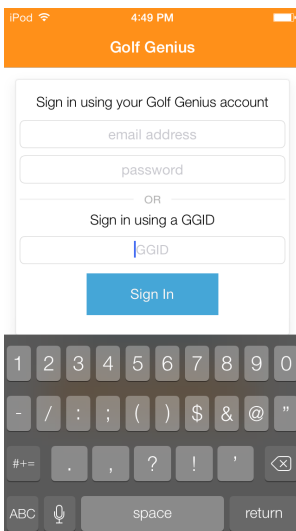 iPod 4:49 PM
Golf Genius
Sign in using your Golf Genius account
email address
password
OR
Sign in using a GGID
GGID
Sign In
1 2 3 4 5 6 7 8 9 0
- / : ; ( ) $ & @ "
#+= . , ? ! '
ABC space return